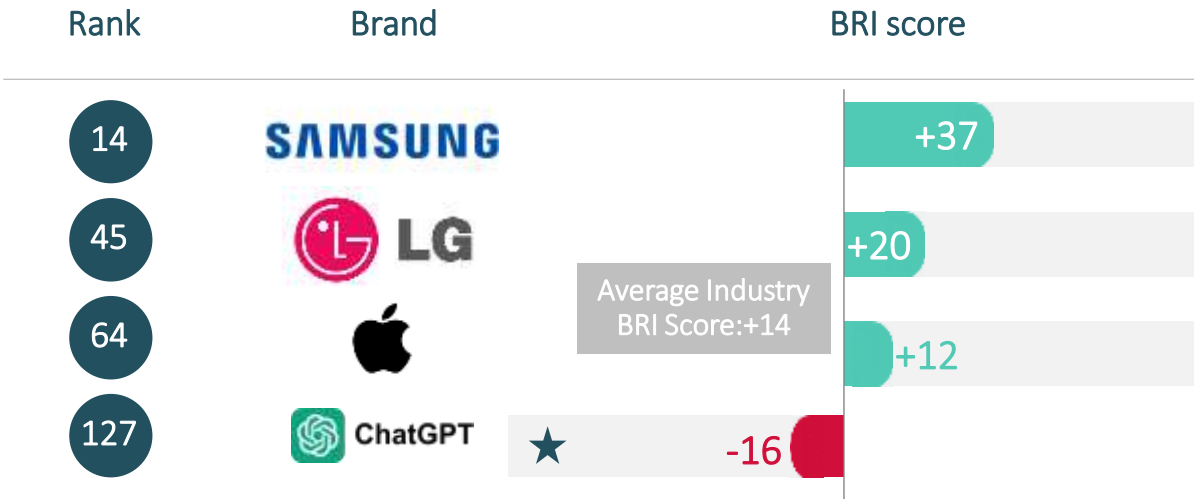 Rank Brand BRI score
14 SAMSUNG +37
45 LG LG +20
Average Industry
BRI Score:+14
64 +12
127 ChatGPT -16